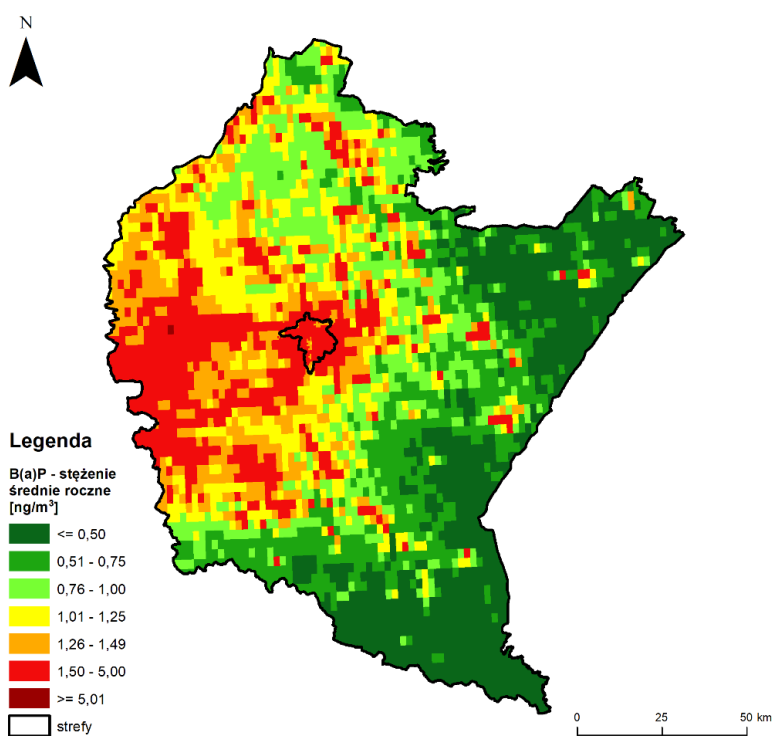 N
Legenda
B(a)P - stężenie
średnie roczne
[ng/m³]
<= 0,50
0,51 - 0,75
0,76 - 1,00
1,01 - 1,25
1,26 - 1,49
1,50 - 5,00
>= 5,01
strefy
0 25 50 km